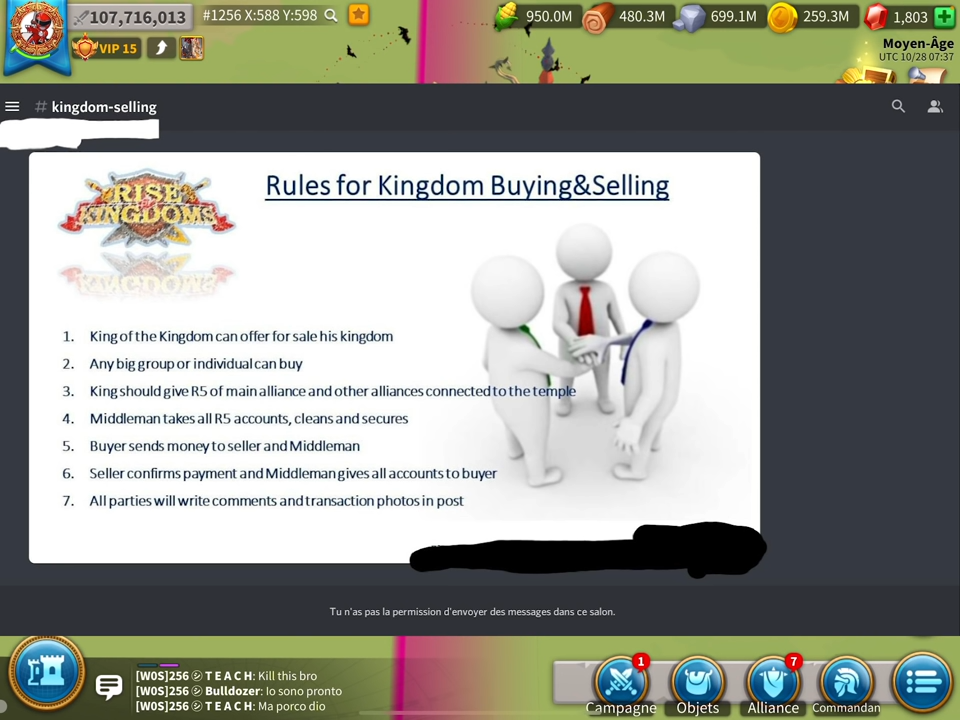 107,716,013
#1256 X:588 Y:598
950.0M
480.3M
699.1M
259.3M
1,803
VIP 15
Moyen-Âge
UTC 10/28 07:37
# kingdom-selling
RISE OF KINGDOMS
Rules for Kingdom Buying&Selling
1. King of the Kingdom can offer for sale his kingdom
2. Any big group or individual can buy
3. King should give R5 of main alliance and other alliances connected to the temple
4. Middleman takes all R5 accounts, cleans and secures
5. Buyer sends money to seller and Middleman
6. Seller confirms payment and Middleman gives all accounts to buyer
7. All parties will write comments and transaction photos in post
Tu n'as pas la permission d'envoyer des messages dans ce salon.
[W0S]256 T E A C H: Kill this bro
[W0S]256 Bulldozer: Io sono pronto
[W0S]256 T E A C H: Ma porco dio
1
7
Campagne
Objets
Alliance
Commandan